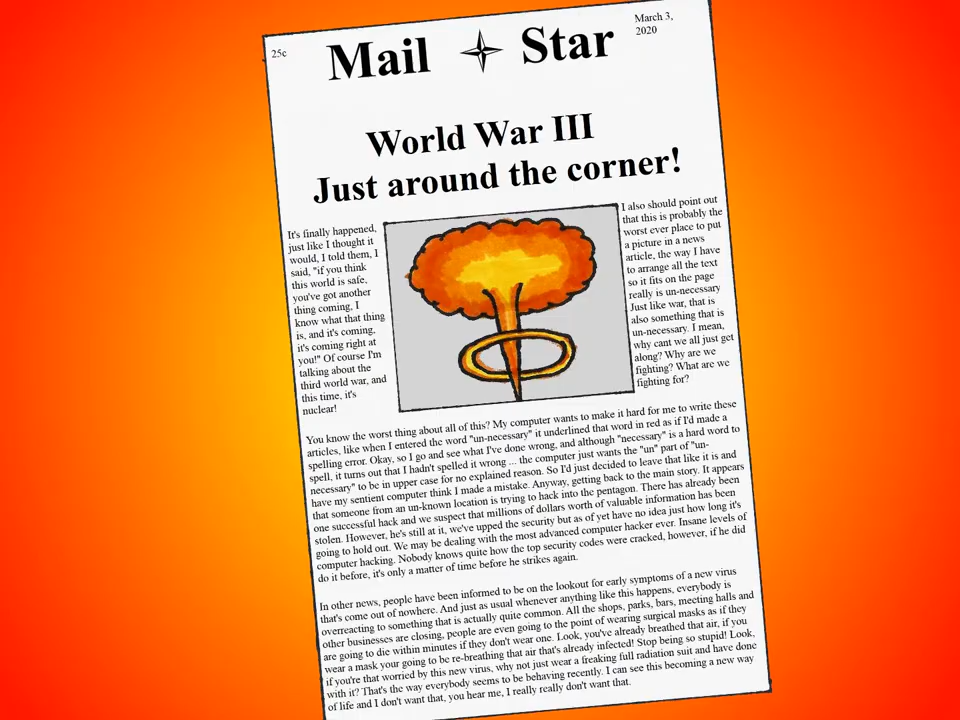 25c
Mail Star
March 3,
2020
World War III
Just around the corner!
It's finally happened,
just like I thought it
would, I told them, I
said, "if you think
this world is safe,
you've got another
thing coming, I
know what that thing
is, and it's coming,
it's coming right at
you!" Of course I'm
talking about the
third world war, and
this time, it's
nuclear!
I also should point out
that this is probably the
worst ever place to put
a picture in a news
article, the way I have
to arrange all the text
so it fits on the page
really is un-necessary
Just like war, that is
also something that is
un-necessary. I mean,
why cant we all just get
along? Why are we
fighting? What are we
fighting for?
You know the worst thing about all of this? My computer wants to make it hard for me to write these
articles, like when I entered the word "un-necessary" it underlined that word in red as if I'd made a
spelling error. Okay, so I go and see what I've done wrong, and although "necessary" is a hard word to
spell, it turns out that I hadn't spelled it wrong ... the computer just wants the "un" part of "un-
necessary" to be in upper case for no explained reason. So I'd just decided to leave that like it is and
have my sentient computer think I made a mistake. Anyway, getting back to the main story. It appears
that someone from an un-known location is trying to hack into the pentagon. There has already been
one successful hack and we suspect that millions of dollars worth of valuable information has been
stolen. However, he's still at it, we've upped the security but as of yet have no idea just how long it's
going to hold out. We may be dealing with the most advanced computer hacker ever. Insane levels of
computer hacking. Nobody knows quite how the top security codes were cracked, however, if he did
do it before, it's only a matter of time before he strikes again.
In other news, people have been informed to be on the lookout for early symptoms of a new virus
that's come out of nowhere. And just as usual whenever anything like this happens, everybody is
overreacting to something that is actually quite common. All the shops, parks, bars, meeting halls and
other businesses are closing, people are even going to the point of wearing surgical masks as if they
are going to die within minutes if they don't wear one. Look, you've already breathed that air, if you
wear a mask your going to be re-breathing that air that's already infected! Stop being so stupid! Look,
if you're that worried by this new virus, why not just wear a freaking full radiation suit and have done
with it? That's the way everybody seems to be behaving recently. I can see this becoming a new way
of life and I don't want that, you hear me, I really really don't want that.